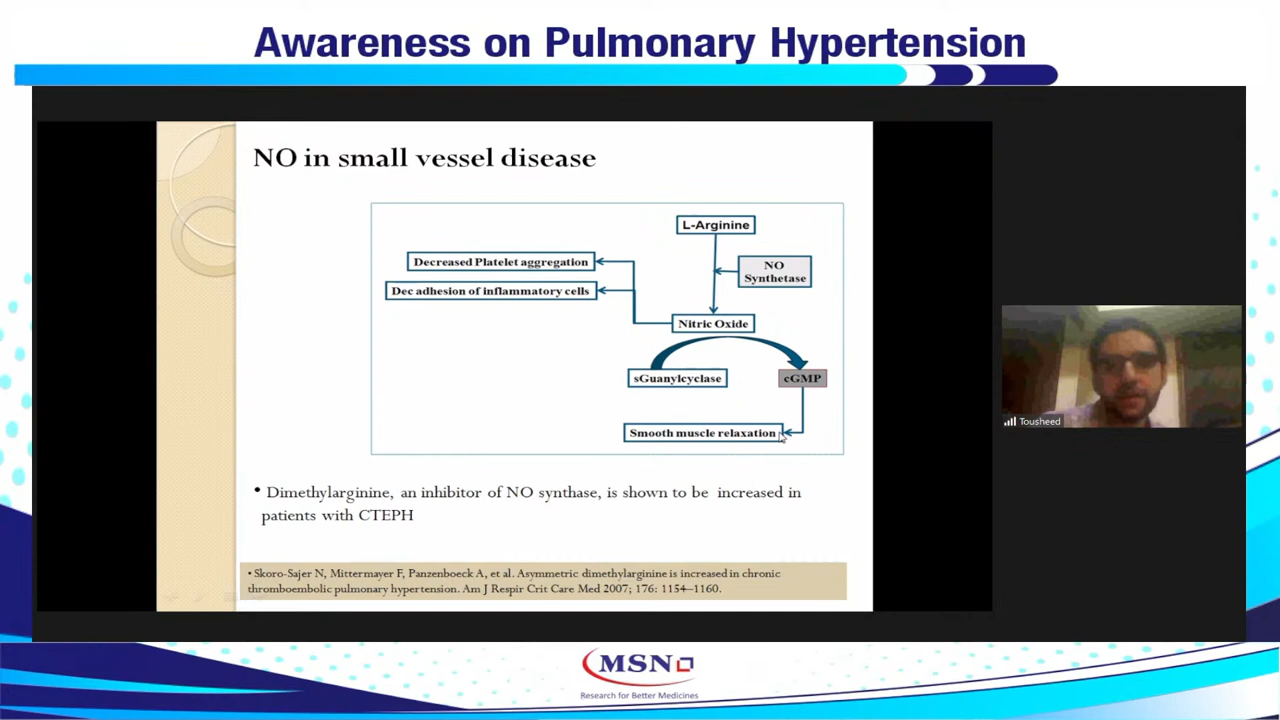 Awareness on Pulmonary Hypertension
NO in small vessel disease
L-Arginine
Decreased Platelet aggregation
NO
Synthetase
Dec adhesion of inflammatory cells
Nitric Oxide
sGuanylcyclase
cGMP
Smooth muscle relaxation
• Dimethylarginine, an inhibitor of NO synthase, is shown to be increased in
patients with CTEPH
• Skoro-Sajer N, Mittermayer F, Panzenboeck A, et al. Asymmetric dimethylarginine is increased in chronic
thromboembolic pulmonary hypertension. Am J Respir Crit Care Med 2007; 176: 1154–1160.
Tousheed
MSN
Research for Better Medicines